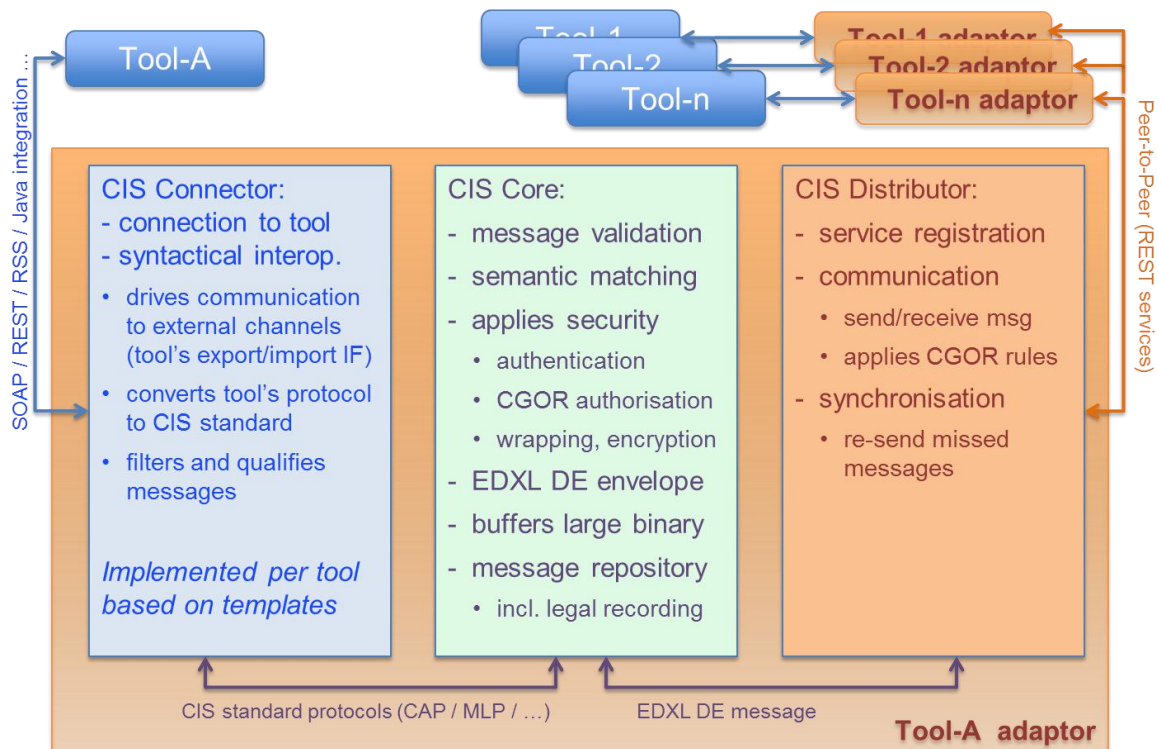 Tool-A
Tool-1
Tool-2
Tool-n
Tool-1 adaptor
Tool-2 adaptor
Tool-n adaptor
SOAP / REST / RSS / Java integration ...
Peer-to-Peer (REST services)
CIS Connector:
- connection to tool
- syntactical interop.
• drives communication
to external channels
(tool's export/import IF)
• converts tool's protocol
to CIS standard
• filters and qualifies
messages
Implemented per tool
based on templates
CIS Core:
- message validation
- semantic matching
- applies security
• authentication
• CGOR authorisation
• wrapping, encryption
- EDXL DE envelope
- buffers large binary
- message repository
• incl. legal recording
CIS Distributor:
- service registration
- communication
• send/receive msg
• applies CGOR rules
- synchronisation
• re-send missed
messages
CIS standard protocols (CAP / MLP / ...)
EDXL DE message
Tool-A adaptor